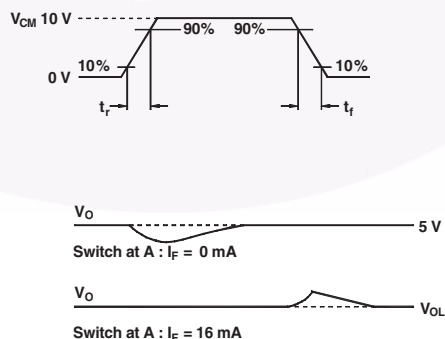 V_CM 10 V
90% 90%
10% 10%
0 V
t_r t_f
V_O
5 V
Switch at A : I_F = 0 mA
V_O
V_OL
Switch at A : I_F = 16 mA